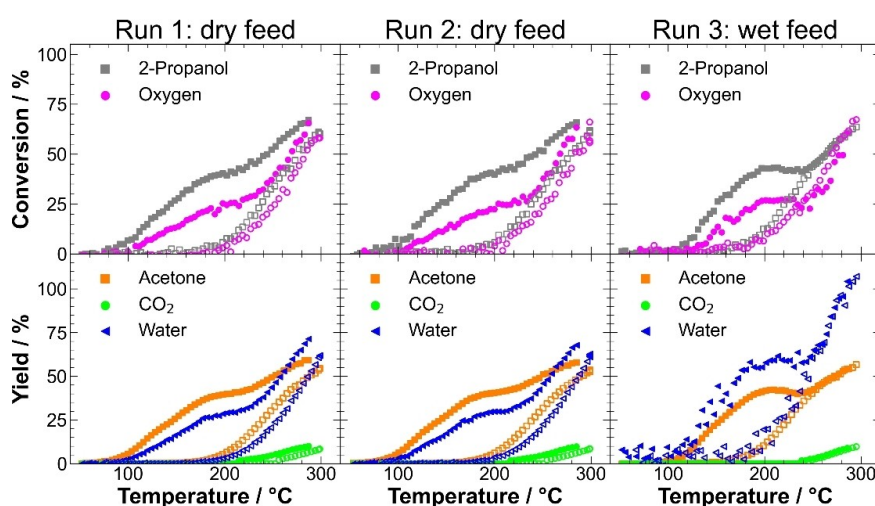 Run 1: dry feed Run 2: dry feed Run 3: wet feed
Conversion / %
100
75
50
25
0
2-Propanol
Oxygen
2-Propanol
Oxygen
2-Propanol
Oxygen
Yield / %
100
75
50
25
0
Acetone
CO₂
Water
Acetone
CO₂
Water
Acetone
CO₂
Water
100 200 300 100 200 300 100 200 300
Temperature / °C Temperature / °C Temperature / °C